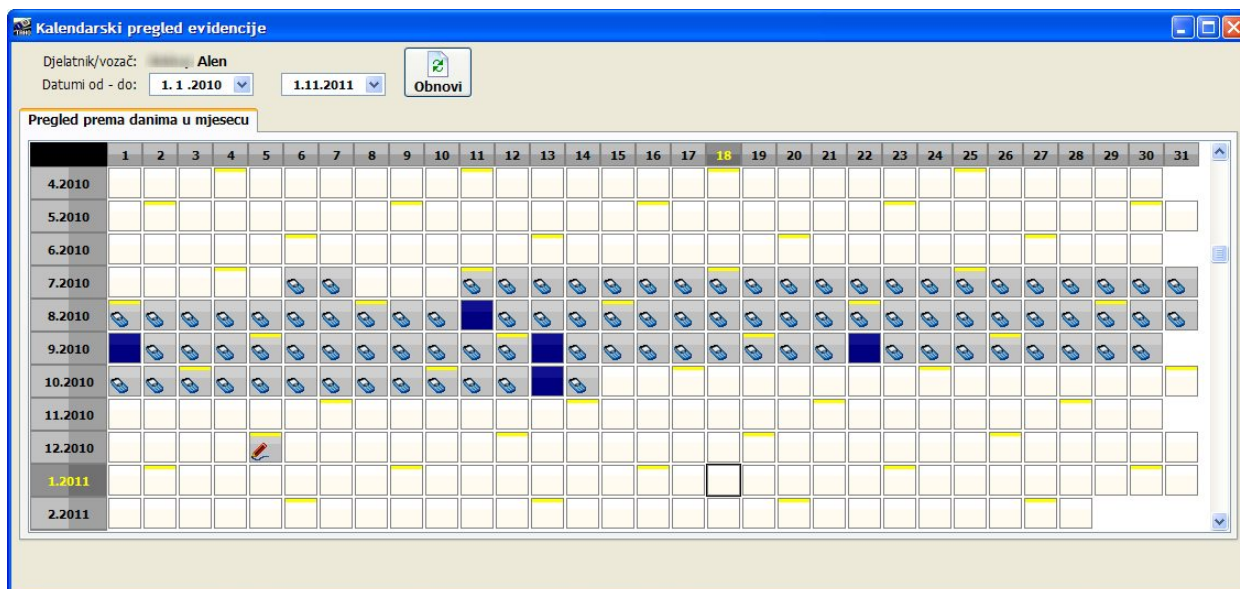 Kalendarski pregled evidencije
Djelatnik/vozač: Alen
Datumi od - do: 1. 1 .2010 1.11.2011 Obnovi
Pregled prema danima u mjesecu
1 2 3 4 5 6 7 8 9 10 11 12 13 14 15 16 17 18 19 20 21 22 23 24 25 26 27 28 29 30 31
4.2010
5.2010
6.2010
7.2010
8.2010
9.2010
10.2010
11.2010
12.2010
1.2011
2.2011